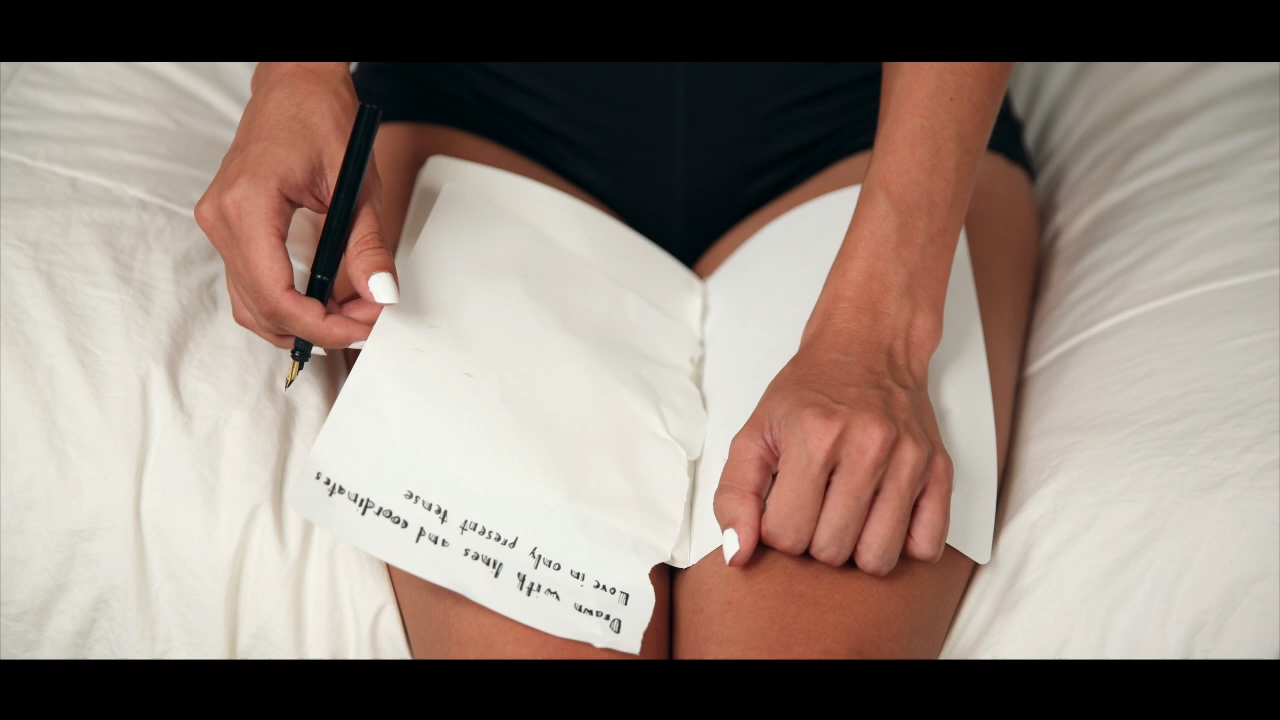 Drawn with lines and coordinates
Love in only present tense